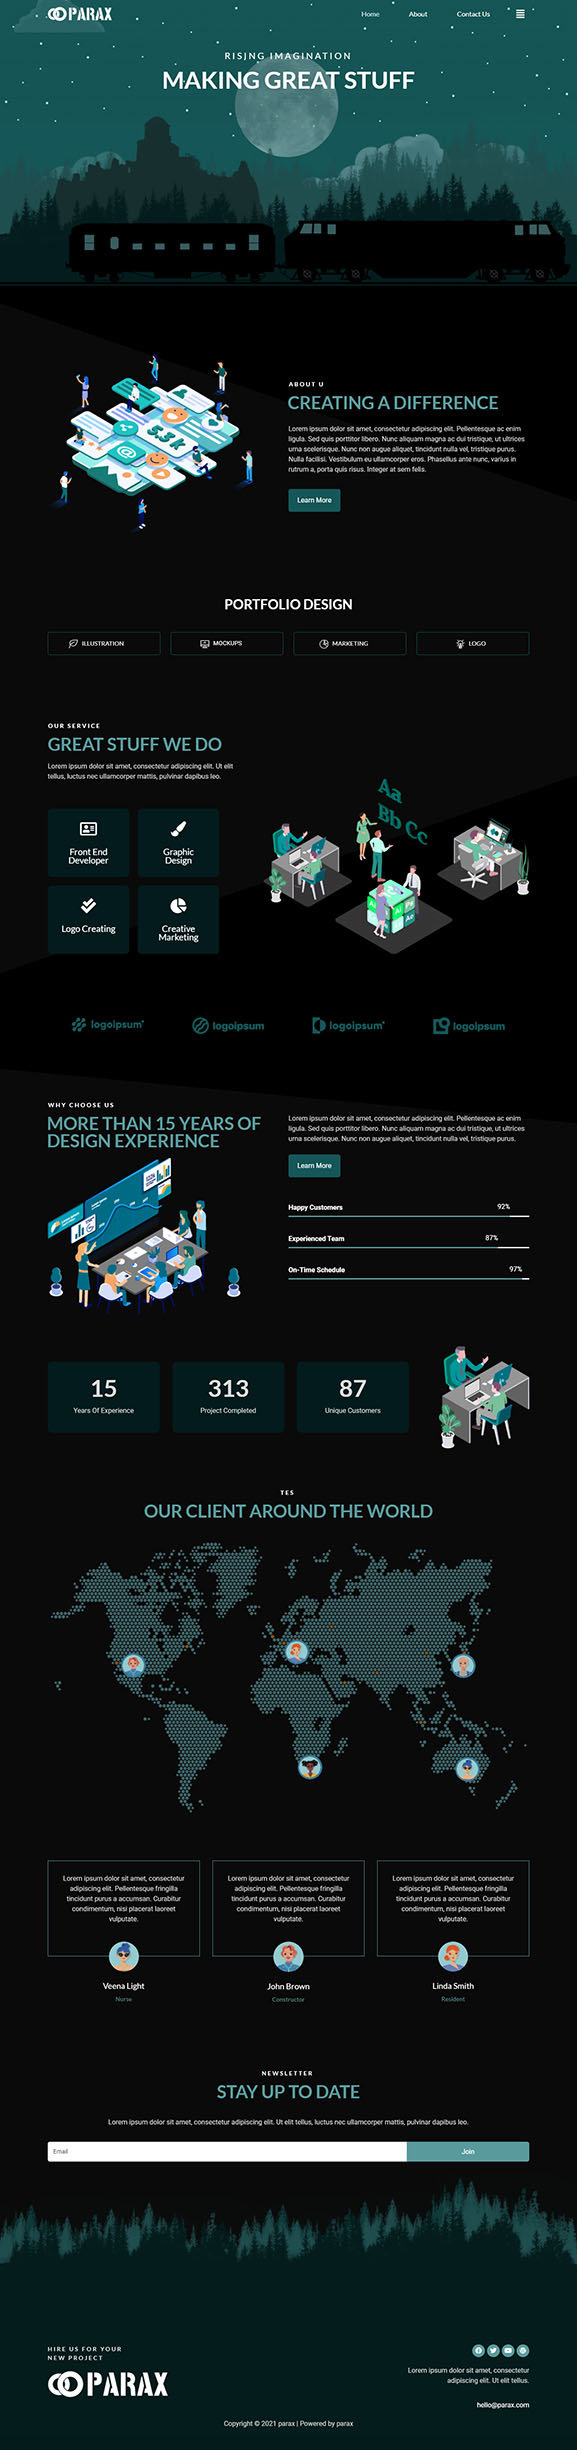 PARAX
Home
About
Contact Us
RISING IMAGINATION
MAKING GREAT STUFF
5.3K
@
ABOUT U
CREATING A DIFFERENCE
Lorem ipsum dolor sit amet, consectetur adipiscing elit. Pellentesque ac enim
ligula. Sed quis porttitor libero. Nunc aliquam magna ac dui tristique, ut ultrices
urna scelerisque. Nunc non augue aliquet, tincidunt nulla vel, tristique purus.
Nulla facilisi. Vestibulum eu ullamcorper eros. Phasellus ante nunc, varius in
rutrum a, porta quis risus. Integer at sem felis.
Learn More
PORTFOLIO DESIGN
ILLUSTRATION
MOCKUPS
MARKETING
LOGO
OUR SERVICE
GREAT STUFF WE DO
Lorem ipsum dolor sit amet, consectetur adipiscing elit. Ut elit
tellus, luctus nec ullamcorper mattis, pulvinar dapibus leo.
Front End
Developer
Graphic
Design
Logo Creating
Creative
Marketing
Aa
Bb Cc
Ai
Ps
Ae
logoipsum
logoipsum
logoipsum
logoipsum
WHY CHOOSE US
MORE THAN 15 YEARS OF
DESIGN EXPERIENCE
Lorem ipsum dolor sit amet, consectetur adipiscing elit. Pellentesque ac enim
ligula. Sed quis porttitor libero. Nunc aliquam magna ac dui tristique, ut ultrices
urna scelerisque. Nunc non augue aliquet, tincidunt nulla vel, tristique purus.
Learn More
Happy Customers
92%
Experienced Team
87%
On-Time Schedule
97%
15
Years Of Experience
313
Project Completed
87
Unique Customers
TES
OUR CLIENT AROUND THE WORLD
Lorem ipsum dolor sit amet, consectetur
adipiscing elit. Pellentesque fringilla
tincidunt purus a accumsan. Curabitur
condimentum, nisi placerat laoreet
vulputate.
Veena Light
Nurse
Lorem ipsum dolor sit amet, consectetur
adipiscing elit. Pellentesque fringilla
tincidunt purus a accumsan. Curabitur
condimentum, nisi placerat laoreet
vulputate.
John Brown
Constructor
Lorem ipsum dolor sit amet, consectetur
adipiscing elit. Pellentesque fringilla
tincidunt purus a accumsan. Curabitur
condimentum, nisi placerat laoreet
vulputate.
Linda Smith
Resident
NEWSLETTER
STAY UP TO DATE
Lorem ipsum dolor sit amet, consectetur adipiscing elit. Ut elit tellus, luctus nec ullamcorper mattis, pulvinar dapibus leo.
Email
Join
HIRE US FOR YOUR
NEW PROJECT
PARAX
Lorem ipsum dolor sit amet, consectetur
adipiscing elit. Ut elit tellus.
hello@parax.com
Copyright © 2021 parax | Powered by parax